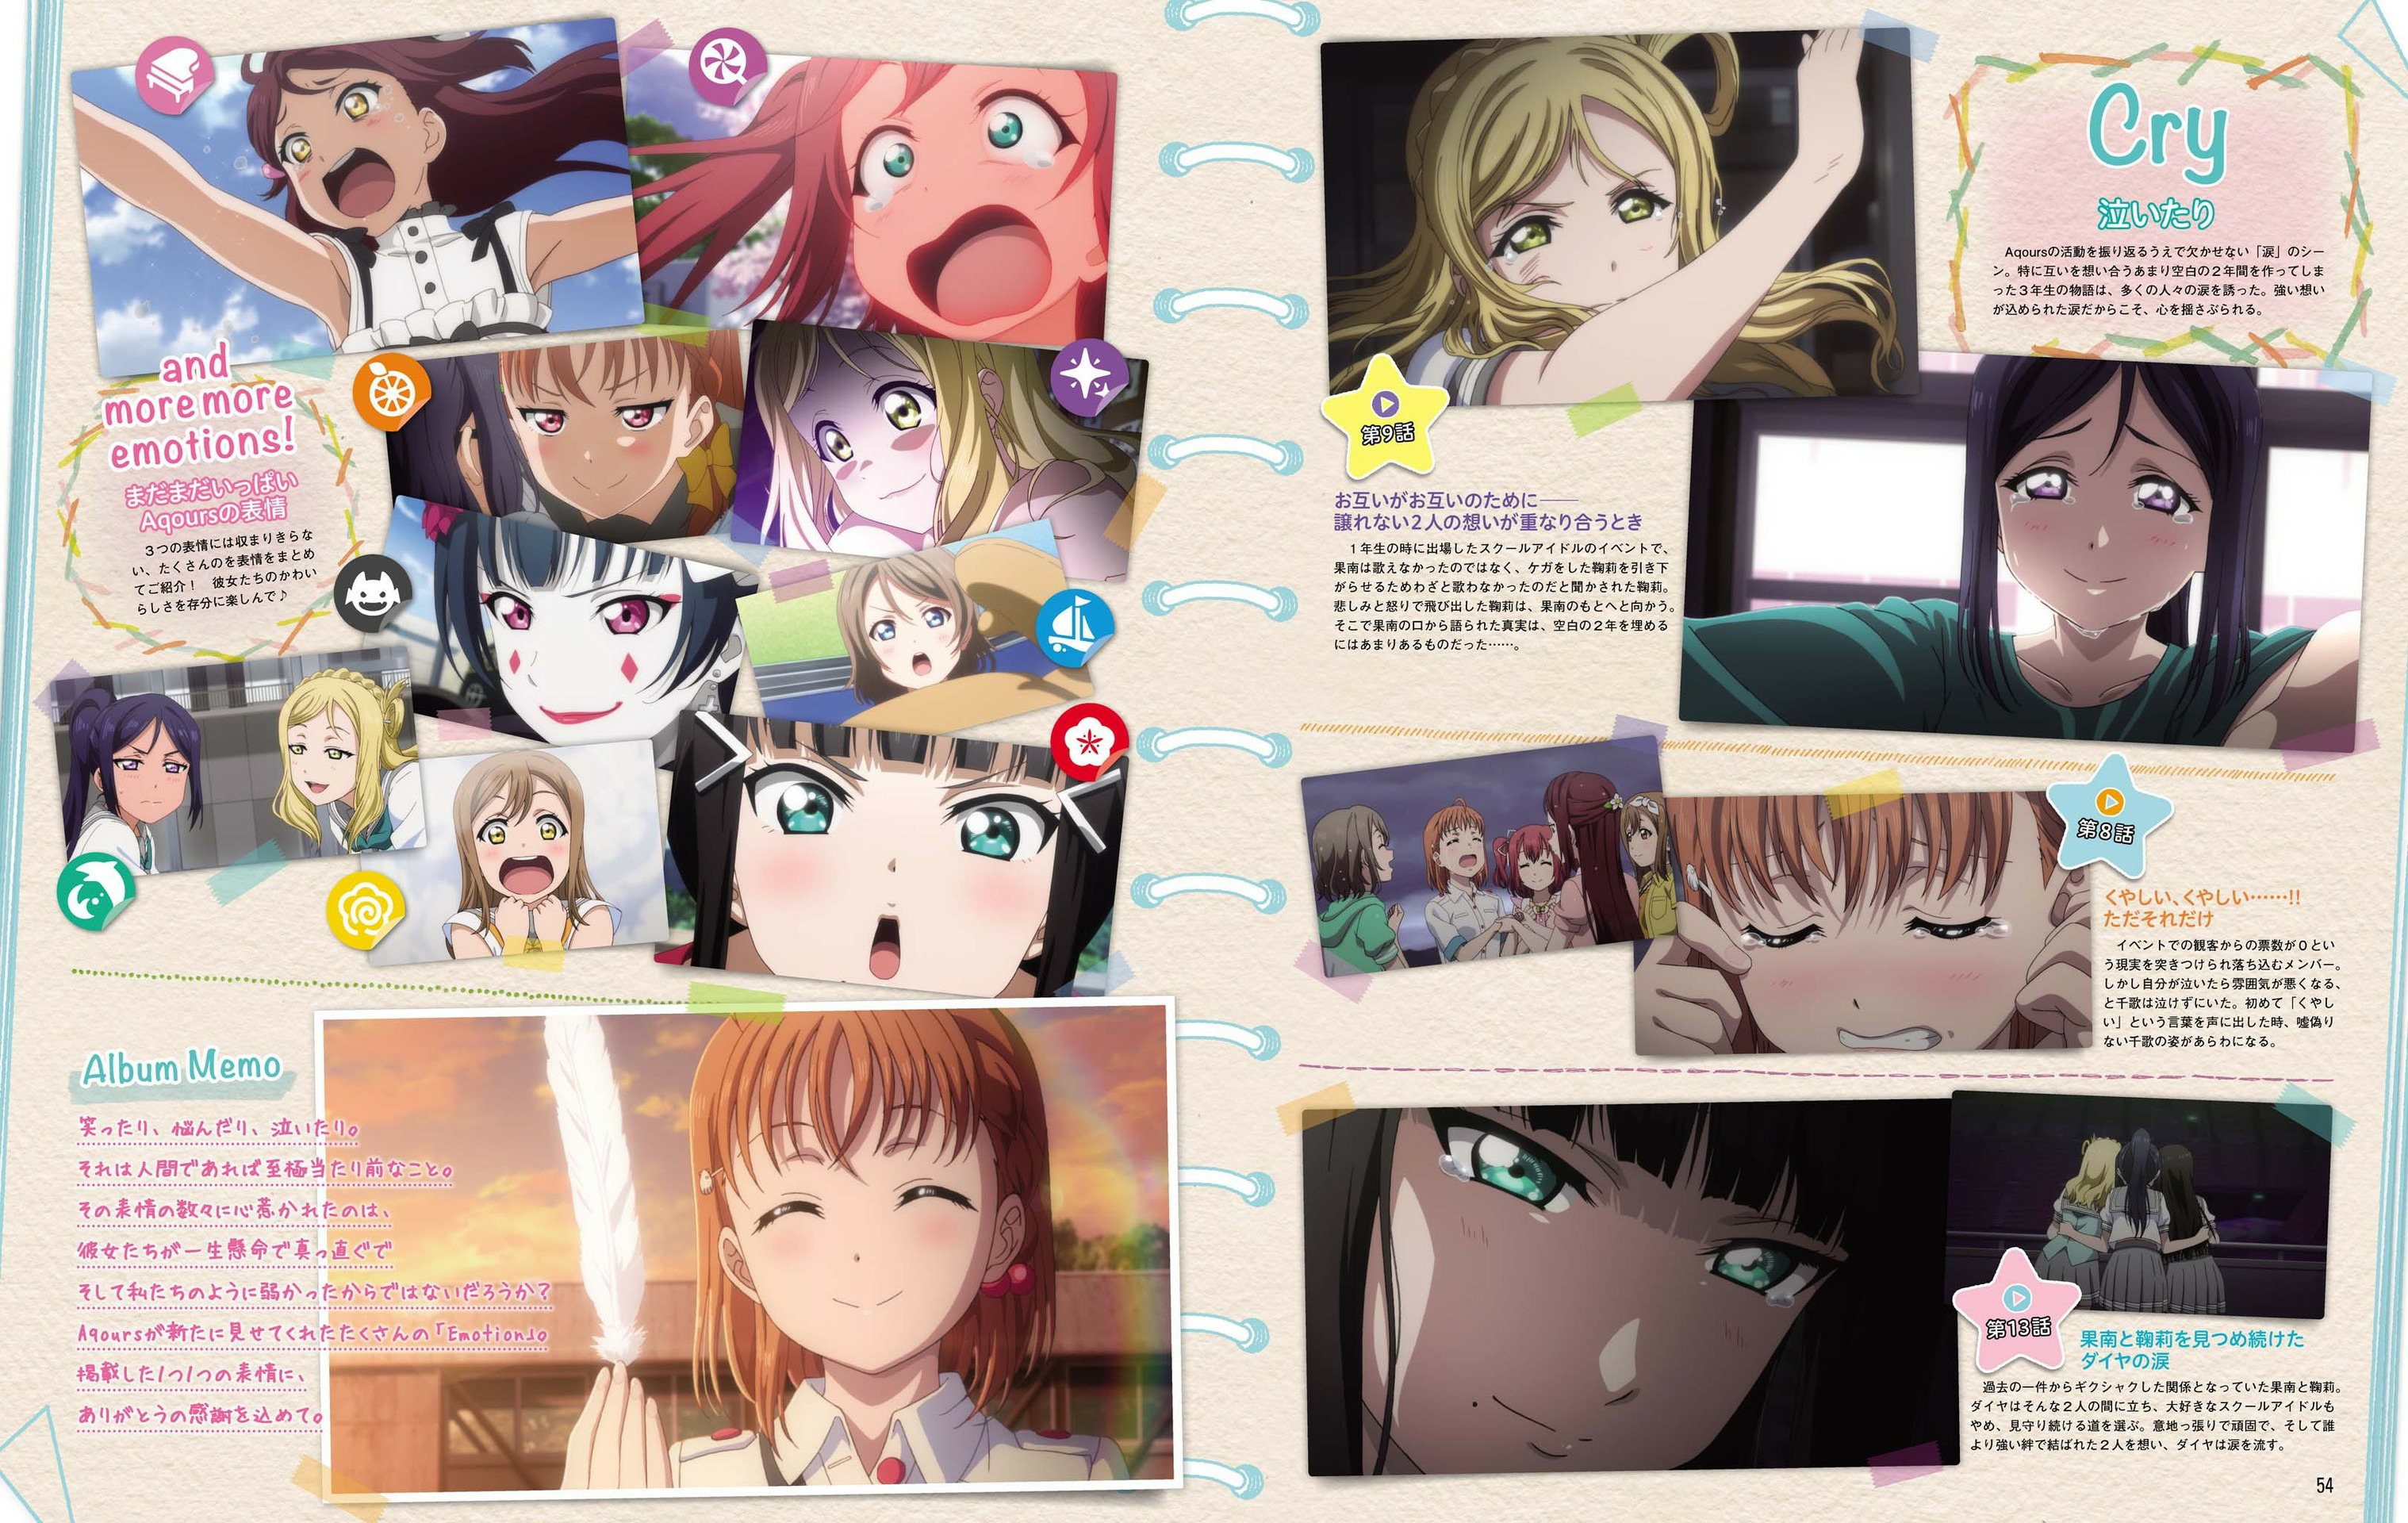 Cry
泣いたり
Aqoursの活動を振り返るうえで欠かせない「涙」のシー
ン。特に互いを想い合うあまり空白の２年間を作ってしま
った３年生の物語は、多くの人々の涙を誘った。強い想い
が込められた涙だからこそ、心を揺さぶられる。
第9話
お互いがお互いのために――
譲れない2人の想いが重なり合うとき
１年生の時に出場したスクールアイドルのイベントで、
果南は歌えなかったのではなく、ケガをした鞠莉を引き下
がらせるためわざと歌わなかったのだと聞かされた鞠莉。
悲しみと怒りで飛び出した鞠莉は、果南のもとへと向かう。
そこで果南の口から語られた真実は、空白の２年を埋める
にはあまりあるものだった……。
第8話
くやしい、くやしい……!!
ただそれだけ
イベントでの観客からの票数が０とい
う現実を突きつけられ落ち込むメンバー。
しかし自分が泣いたら雰囲気が悪くなる、
と千歌は泣けずにいた。初めて「くやし
い」という言葉を声に出した時、嘘偽り
ない千歌の姿があらわになる。
第13話
果南と鞠莉を見つめ続けた
ダイヤの涙
過去の一件からギクシャクした関係となっていた果南と鞠莉。
ダイヤはそんな２人の間に立ち、大好きなスクールアイドルも
やめ、見守り続ける道を選ぶ。意地っ張りで頑固で、そして誰
より強い絆で結ばれた２人を想い、ダイヤは涙を流す。
54
and
more more
emotions!
まだまだいっぱい
Aqoursの表情
３つの表情には収まりきらな
い、たくさんのを表情をまとめ
てご紹介！　彼女たちのかわい
らしさを存分に楽しんで♪
Album Memo
笑ったり、悩んだり、泣いたり。
それは人間であれば至極当たり前なこと。
その表情の数々に心惹かれたのは、
彼女たちが一生懸命で真っ直ぐで
そして私たちのように弱かったからではないだろうか？
Aqoursが新たに見せてくれたたくさんの「Emotion」。
掲載した1つ1つの表情に、
ありがとうの感謝を込めて。